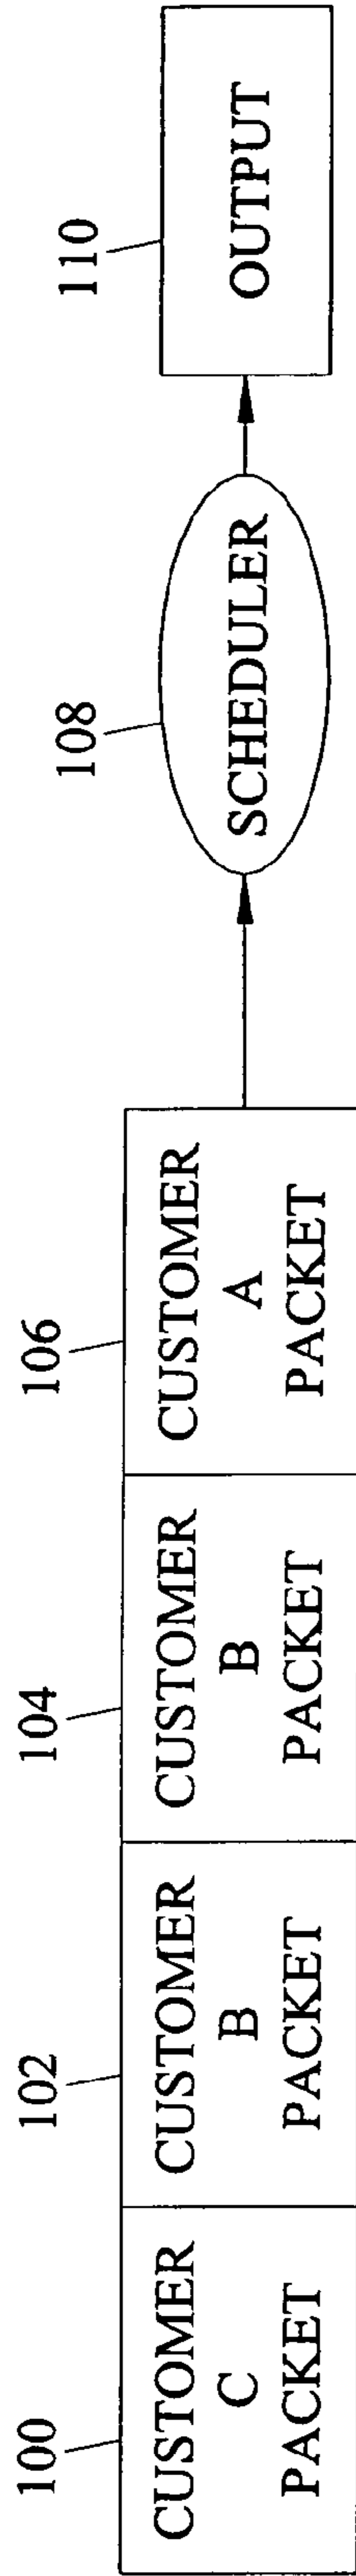 100
CUSTOMER
C
PACKET
102
CUSTOMER
B
PACKET
104
CUSTOMER
B
PACKET
106
CUSTOMER
A
PACKET
108
SCHEDULER
110
OUTPUT